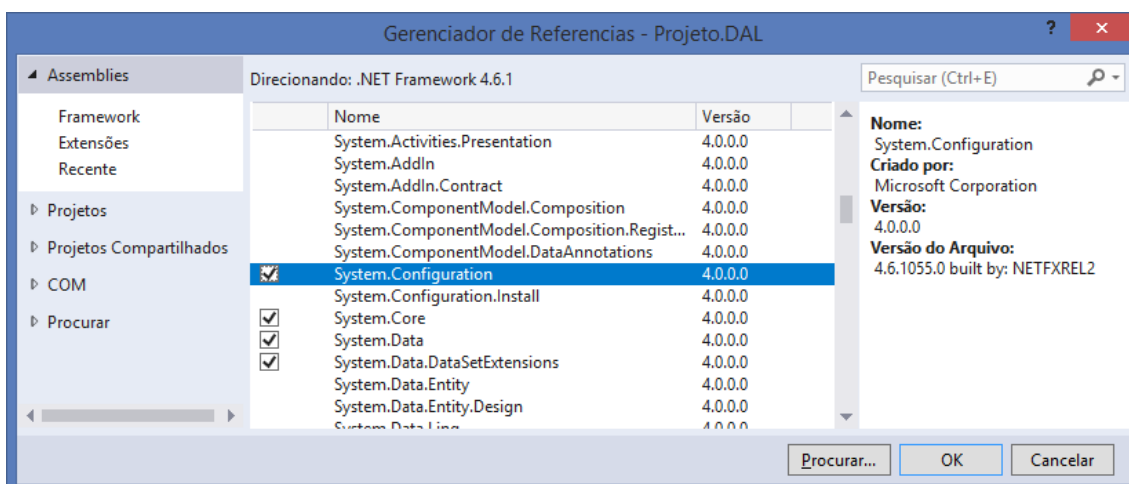 Gerenciador de Referencias - Projeto.DAL
?
Assemblies
Framework
Extensões
Recente
Projetos
Projetos Compartilhados
COM
Procurar
Direcionando: .NET Framework 4.6.1
Nome Versão
System.Activities.Presentation 4.0.0.0
System.AddIn 4.0.0.0
System.AddIn.Contract 4.0.0.0
System.ComponentModel.Composition 4.0.0.0
System.ComponentModel.Composition.Regist... 4.0.0.0
System.ComponentModel.DataAnnotations 4.0.0.0
System.Configuration 4.0.0.0
System.Configuration.Install 4.0.0.0
System.Core 4.0.0.0
System.Data 4.0.0.0
System.Data.DataSetExtensions 4.0.0.0
System.Data.Entity 4.0.0.0
System.Data.Entity.Design 4.0.0.0
System.Data.Linq 4.0.0.0
Pesquisar (Ctrl+E)
Nome:
System.Configuration
Criado por:
Microsoft Corporation
Versão:
4.0.0.0
Versão do Arquivo:
4.6.1055.0 built by: NETFXREL2
Procurar...
OK
Cancelar